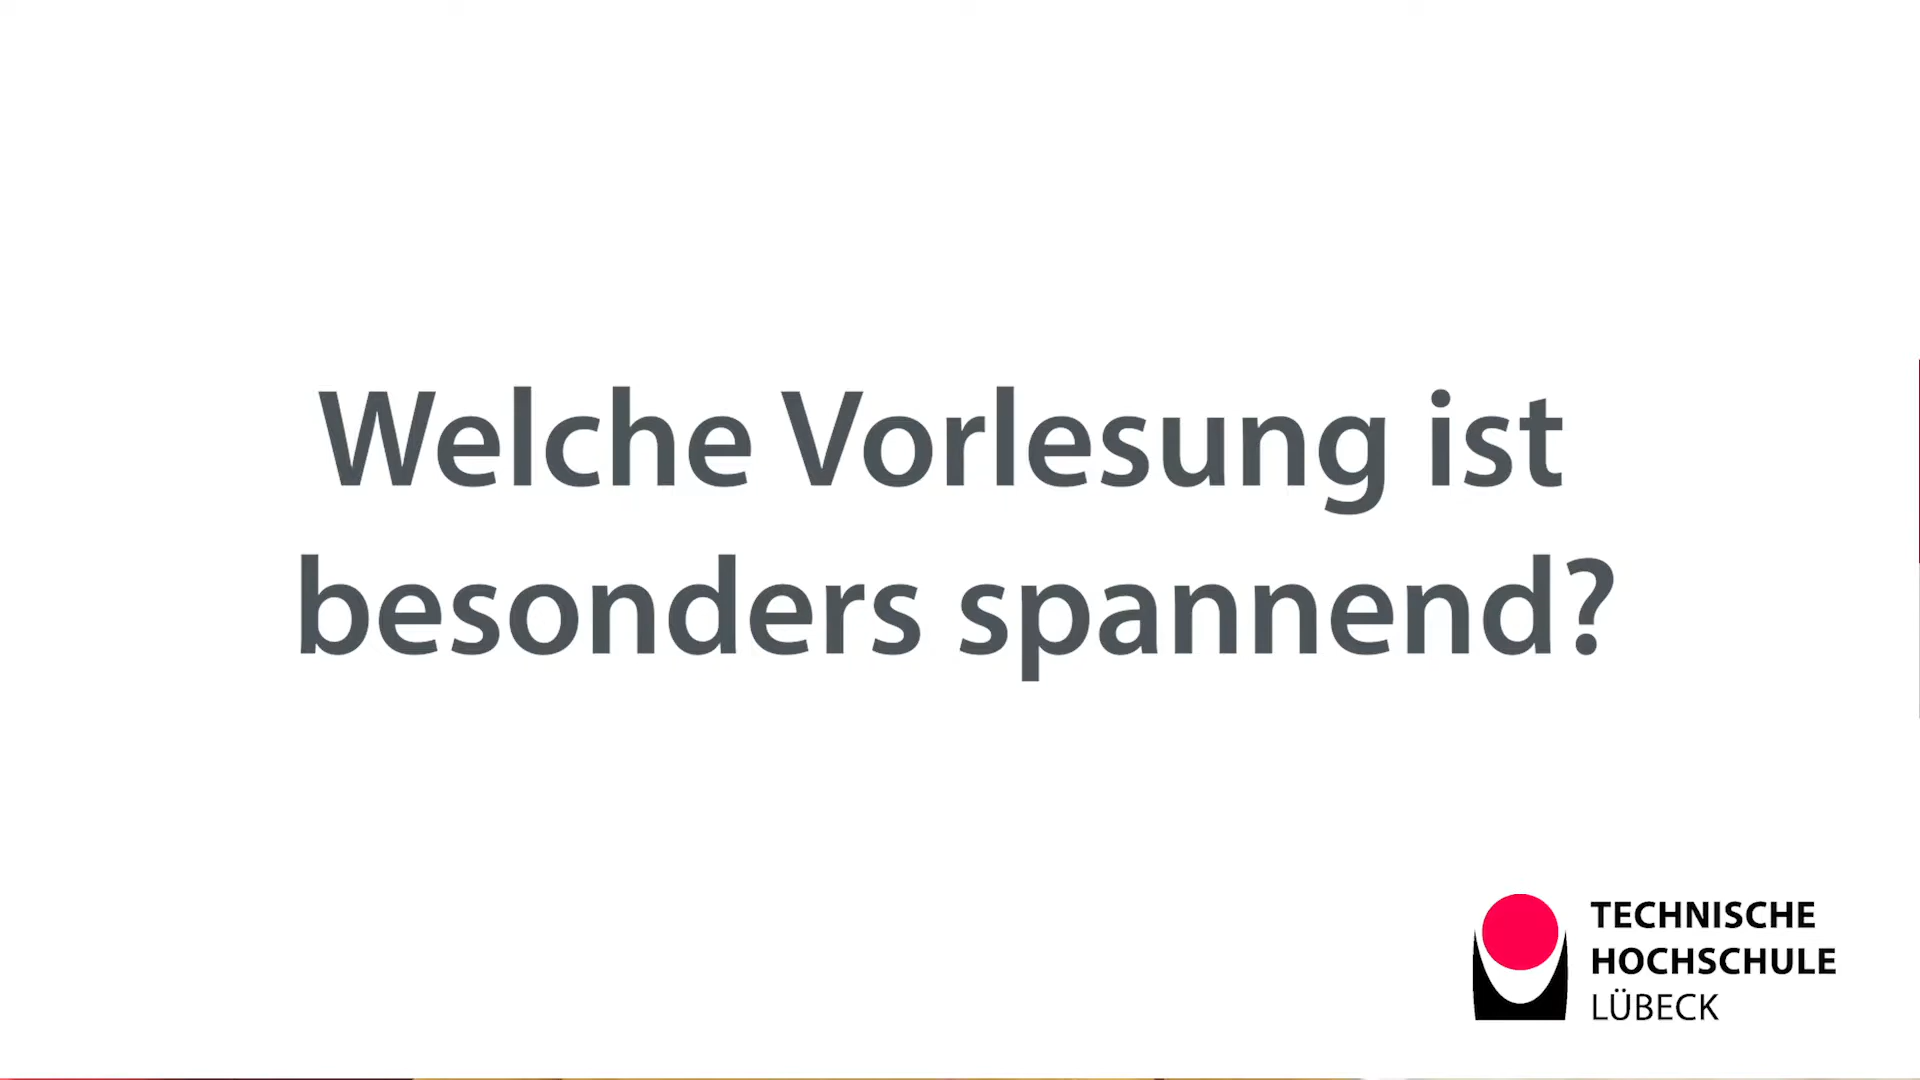 Welche Vorlesung ist
besonders spannend?
TECHNISCHE
HOCHSCHULE
LÜBECK